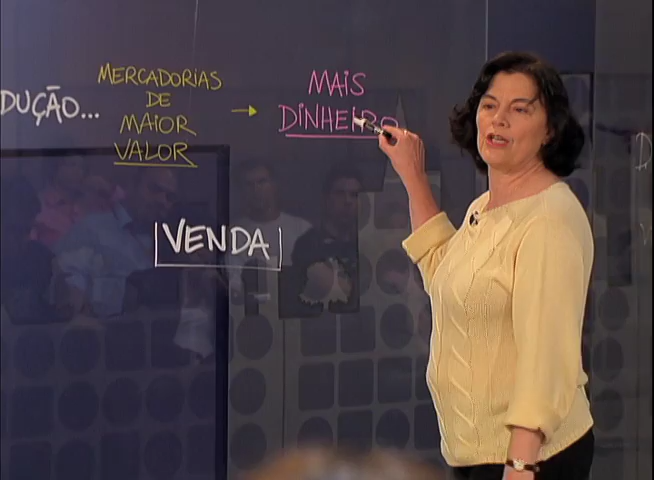 DUÇÃO...
MERCADORIAS
DE
MAIOR
VALOR
MAIS
DINHEIRO
VENDA